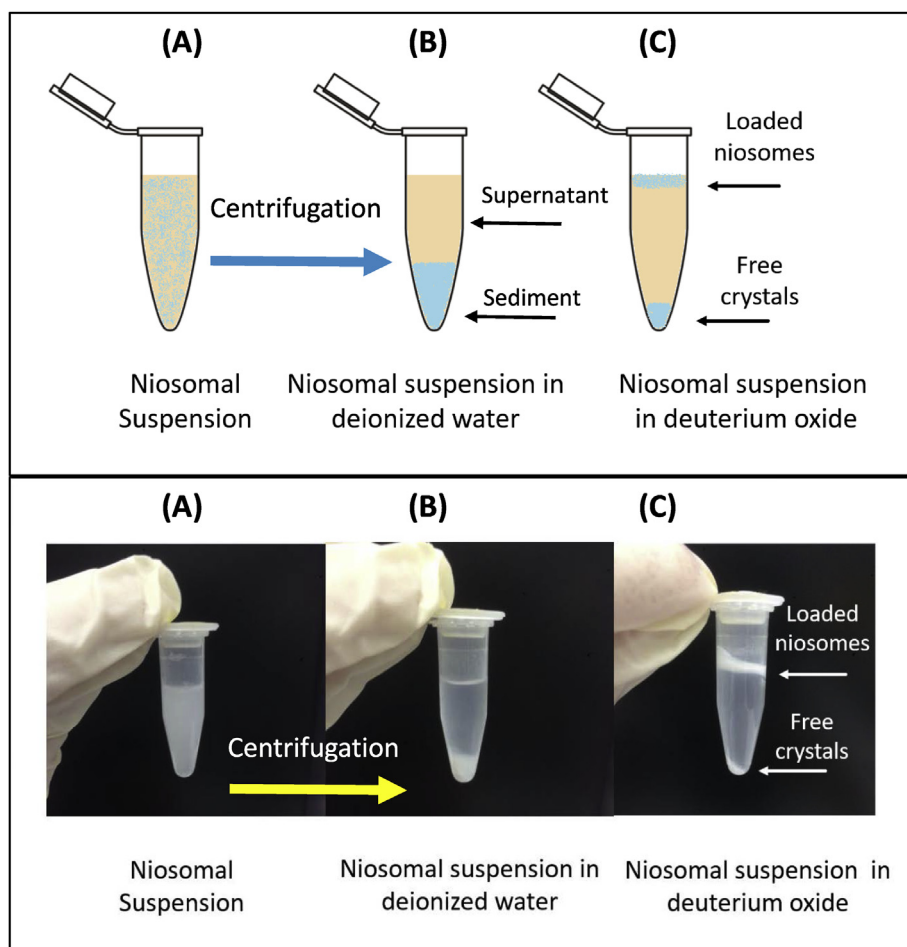 (A)
(B)
(C)
Loaded
niosomes
Centrifugation
Supernatant
Free
crystals
Sediment
Niosomal
Suspension
Niosomal suspension in
deionized water
Niosomal suspension
in deuterium oxide
(A)
(B)
(C)
Loaded
niosomes
Centrifugation
Free
crystals
Niosomal
Suspension
Niosomal suspension in
deionized water
Niosomal suspension in
deuterium oxide